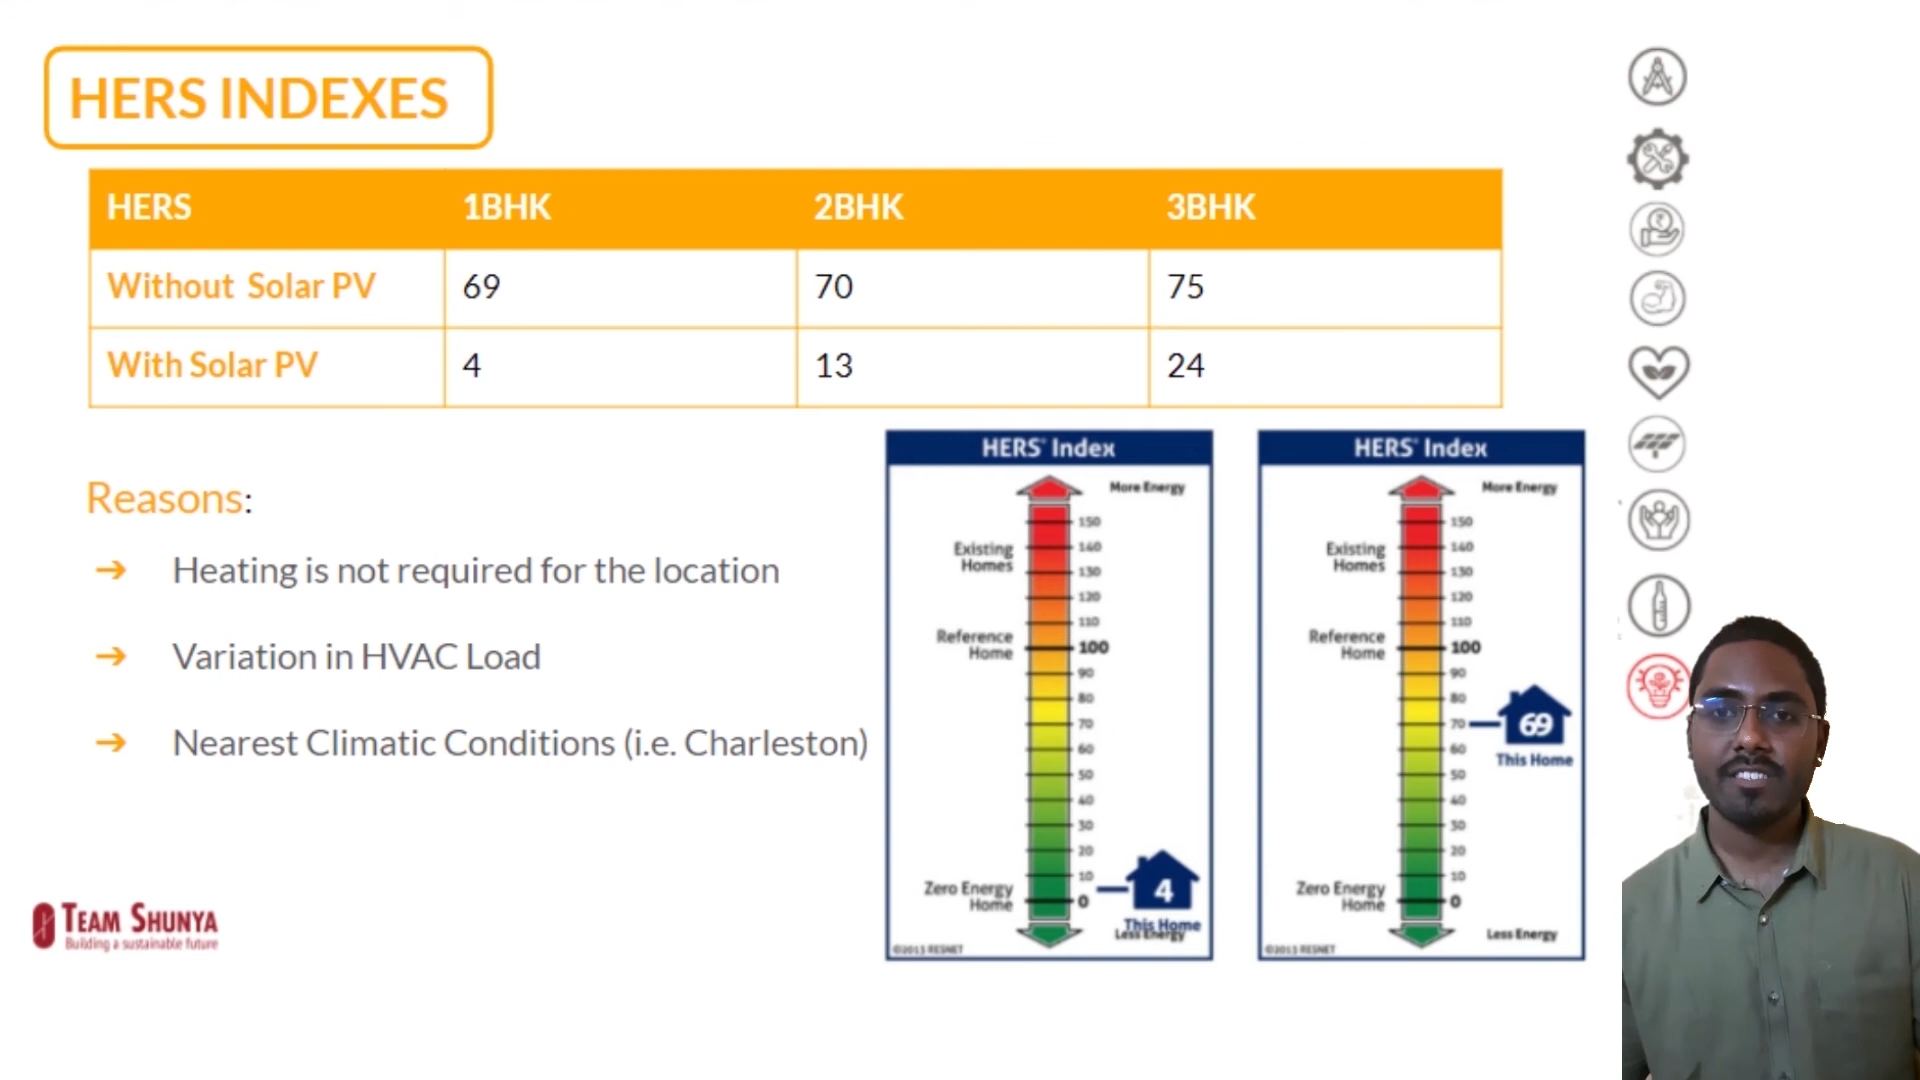 HERS INDEXES
HERS 1BHK 2BHK 3BHK
Without Solar PV 69 70 75
With Solar PV 4 13 24
Reasons:
➔ Heating is not required for the location
➔ Variation in HVAC Load
➔ Nearest Climatic Conditions (i.e. Charleston)
HERS® Index
More Energy
150
Existing
Homes
140
130
120
110
Reference
Home
100
90
80
70
60
50
40
30
20
10
Zero Energy
Home
0
4
This Home
Less Energy
©2013 RESNET
HERS® Index
More Energy
150
Existing
Homes
140
130
120
110
Reference
Home
100
90
80
70
69
This Home
60
50
40
30
20
10
Zero Energy
Home
0
Less Energy
©2013 RESNET
TEAM SHUNYA
Building a sustainable future
₹